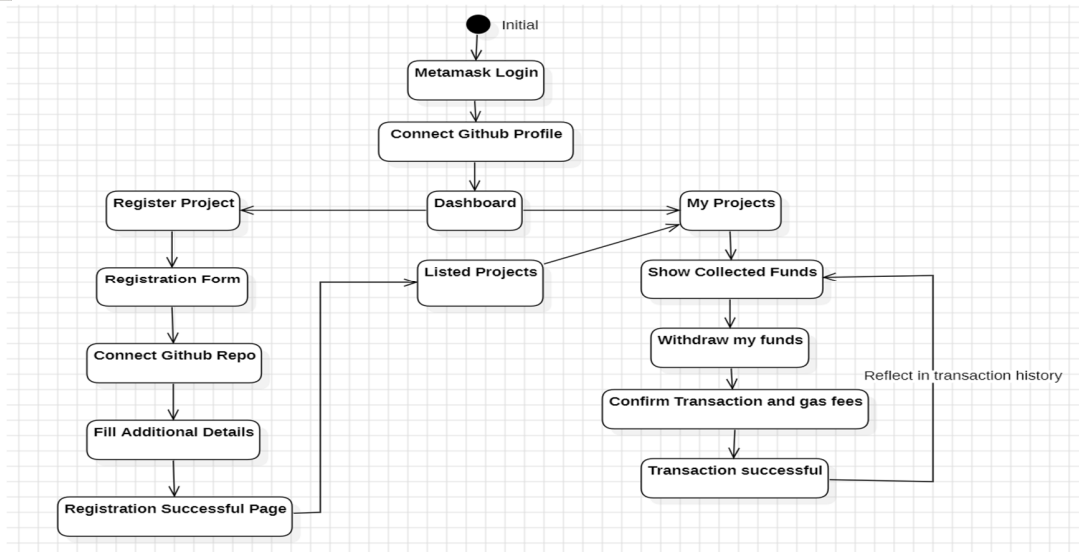 Initial
Metamask Login
Connect Github Profile
Register Project
Dashboard
My Projects
Registration Form
Listed Projects
Show Collected Funds
Connect Github Repo
Withdraw my funds
Reflect in transaction history
Fill Additional Details
Confirm Transaction and gas fees
Registration Successful Page
Transaction successful